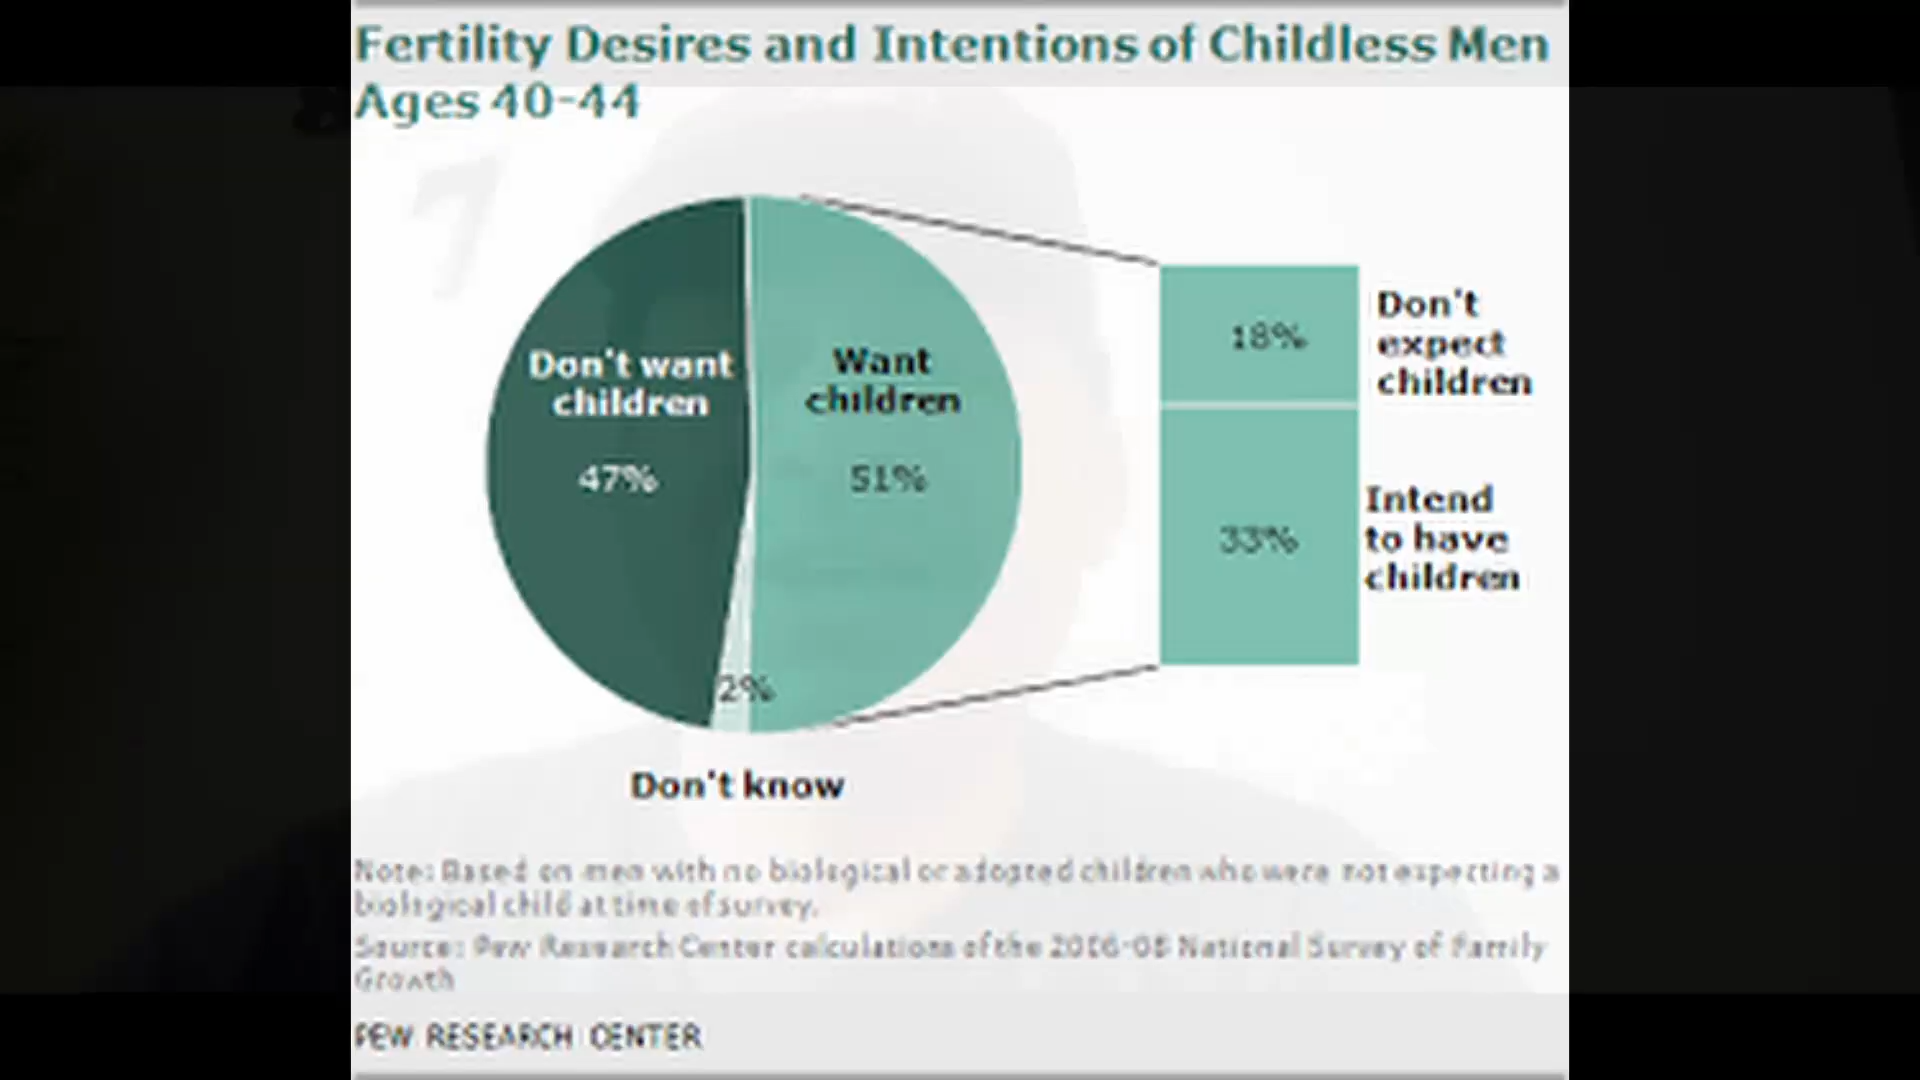 Fertility Desires and Intentions of Childless Men
Ages 40-44
7
Don't want
children
47%
Want
children
51%
2%
Don't know
18%
Don't
expect
children
33%
Intend
to have
children
Note: Based on men with no biological or adopted children who were not expecting a
biological child at time of survey.
Source: Pew Research Center calculations of the 2006-08 National Survey of Family
Growth
PEW RESEARCH CENTER